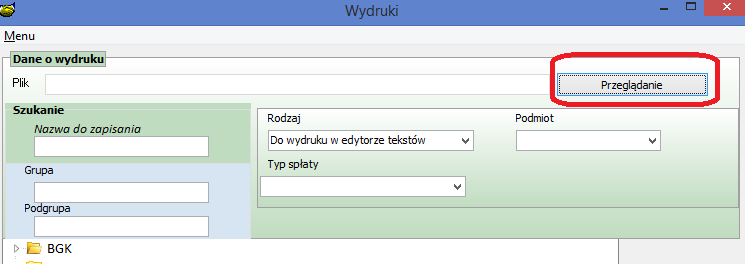 Wydruki
Menu
Dane o wydruku
Plik
Przeglądanie
Szukanie
Nazwa do zapisania
Rodzaj
Podmiot
Do wydruku w edytorze tekstów
Typ spłaty
Grupa
Podgrupa
BGK